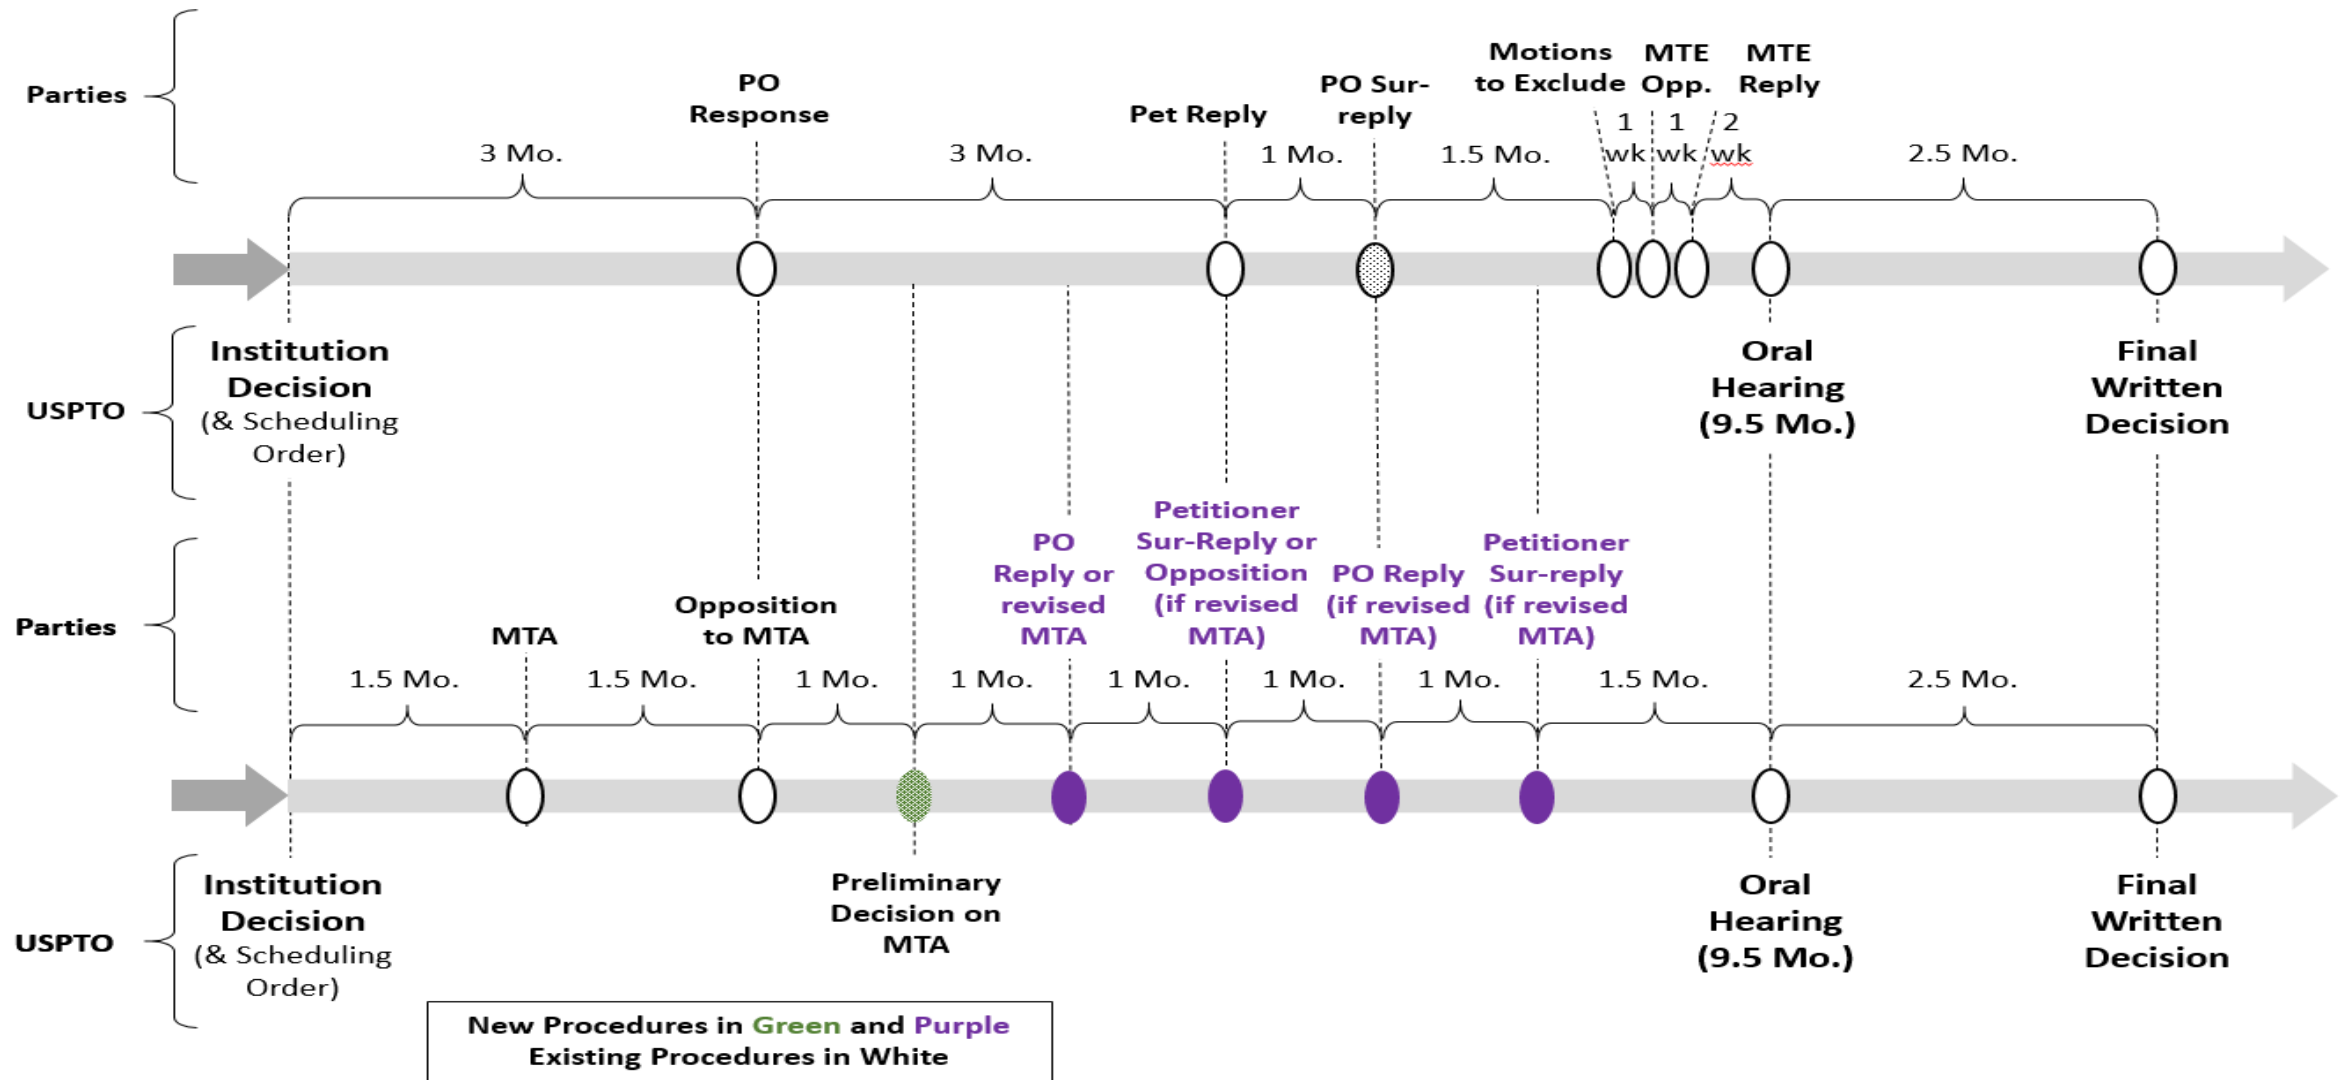 Parties
PO
Response
Pet Reply
PO Sur-
reply
Motions
to Exclude
MTE
Opp.
MTE
Reply
3 Mo.
3 Mo.
1 Mo.
1.5 Mo.
1
wk
1
wk
2
wk
2.5 Mo.
USPTO
Institution
Decision
(& Scheduling
Order)
Oral
Hearing
(9.5 Mo.)
Final
Written
Decision
Parties
MTA
Opposition
to MTA
PO
Reply or
revised
MTA
Petitioner
Sur-Reply or
Opposition
(if revised
MTA)
PO Reply
(if revised
MTA)
Petitioner
Sur-reply
(if revised
MTA)
1.5 Mo.
1.5 Mo.
1 Mo.
1 Mo.
1 Mo.
1 Mo.
1 Mo.
1.5 Mo.
2.5 Mo.
USPTO
Institution
Decision
(& Scheduling
Order)
Preliminary
Decision on
MTA
Oral
Hearing
(9.5 Mo.)
Final
Written
Decision
New Procedures in Green and Purple
Existing Procedures in White